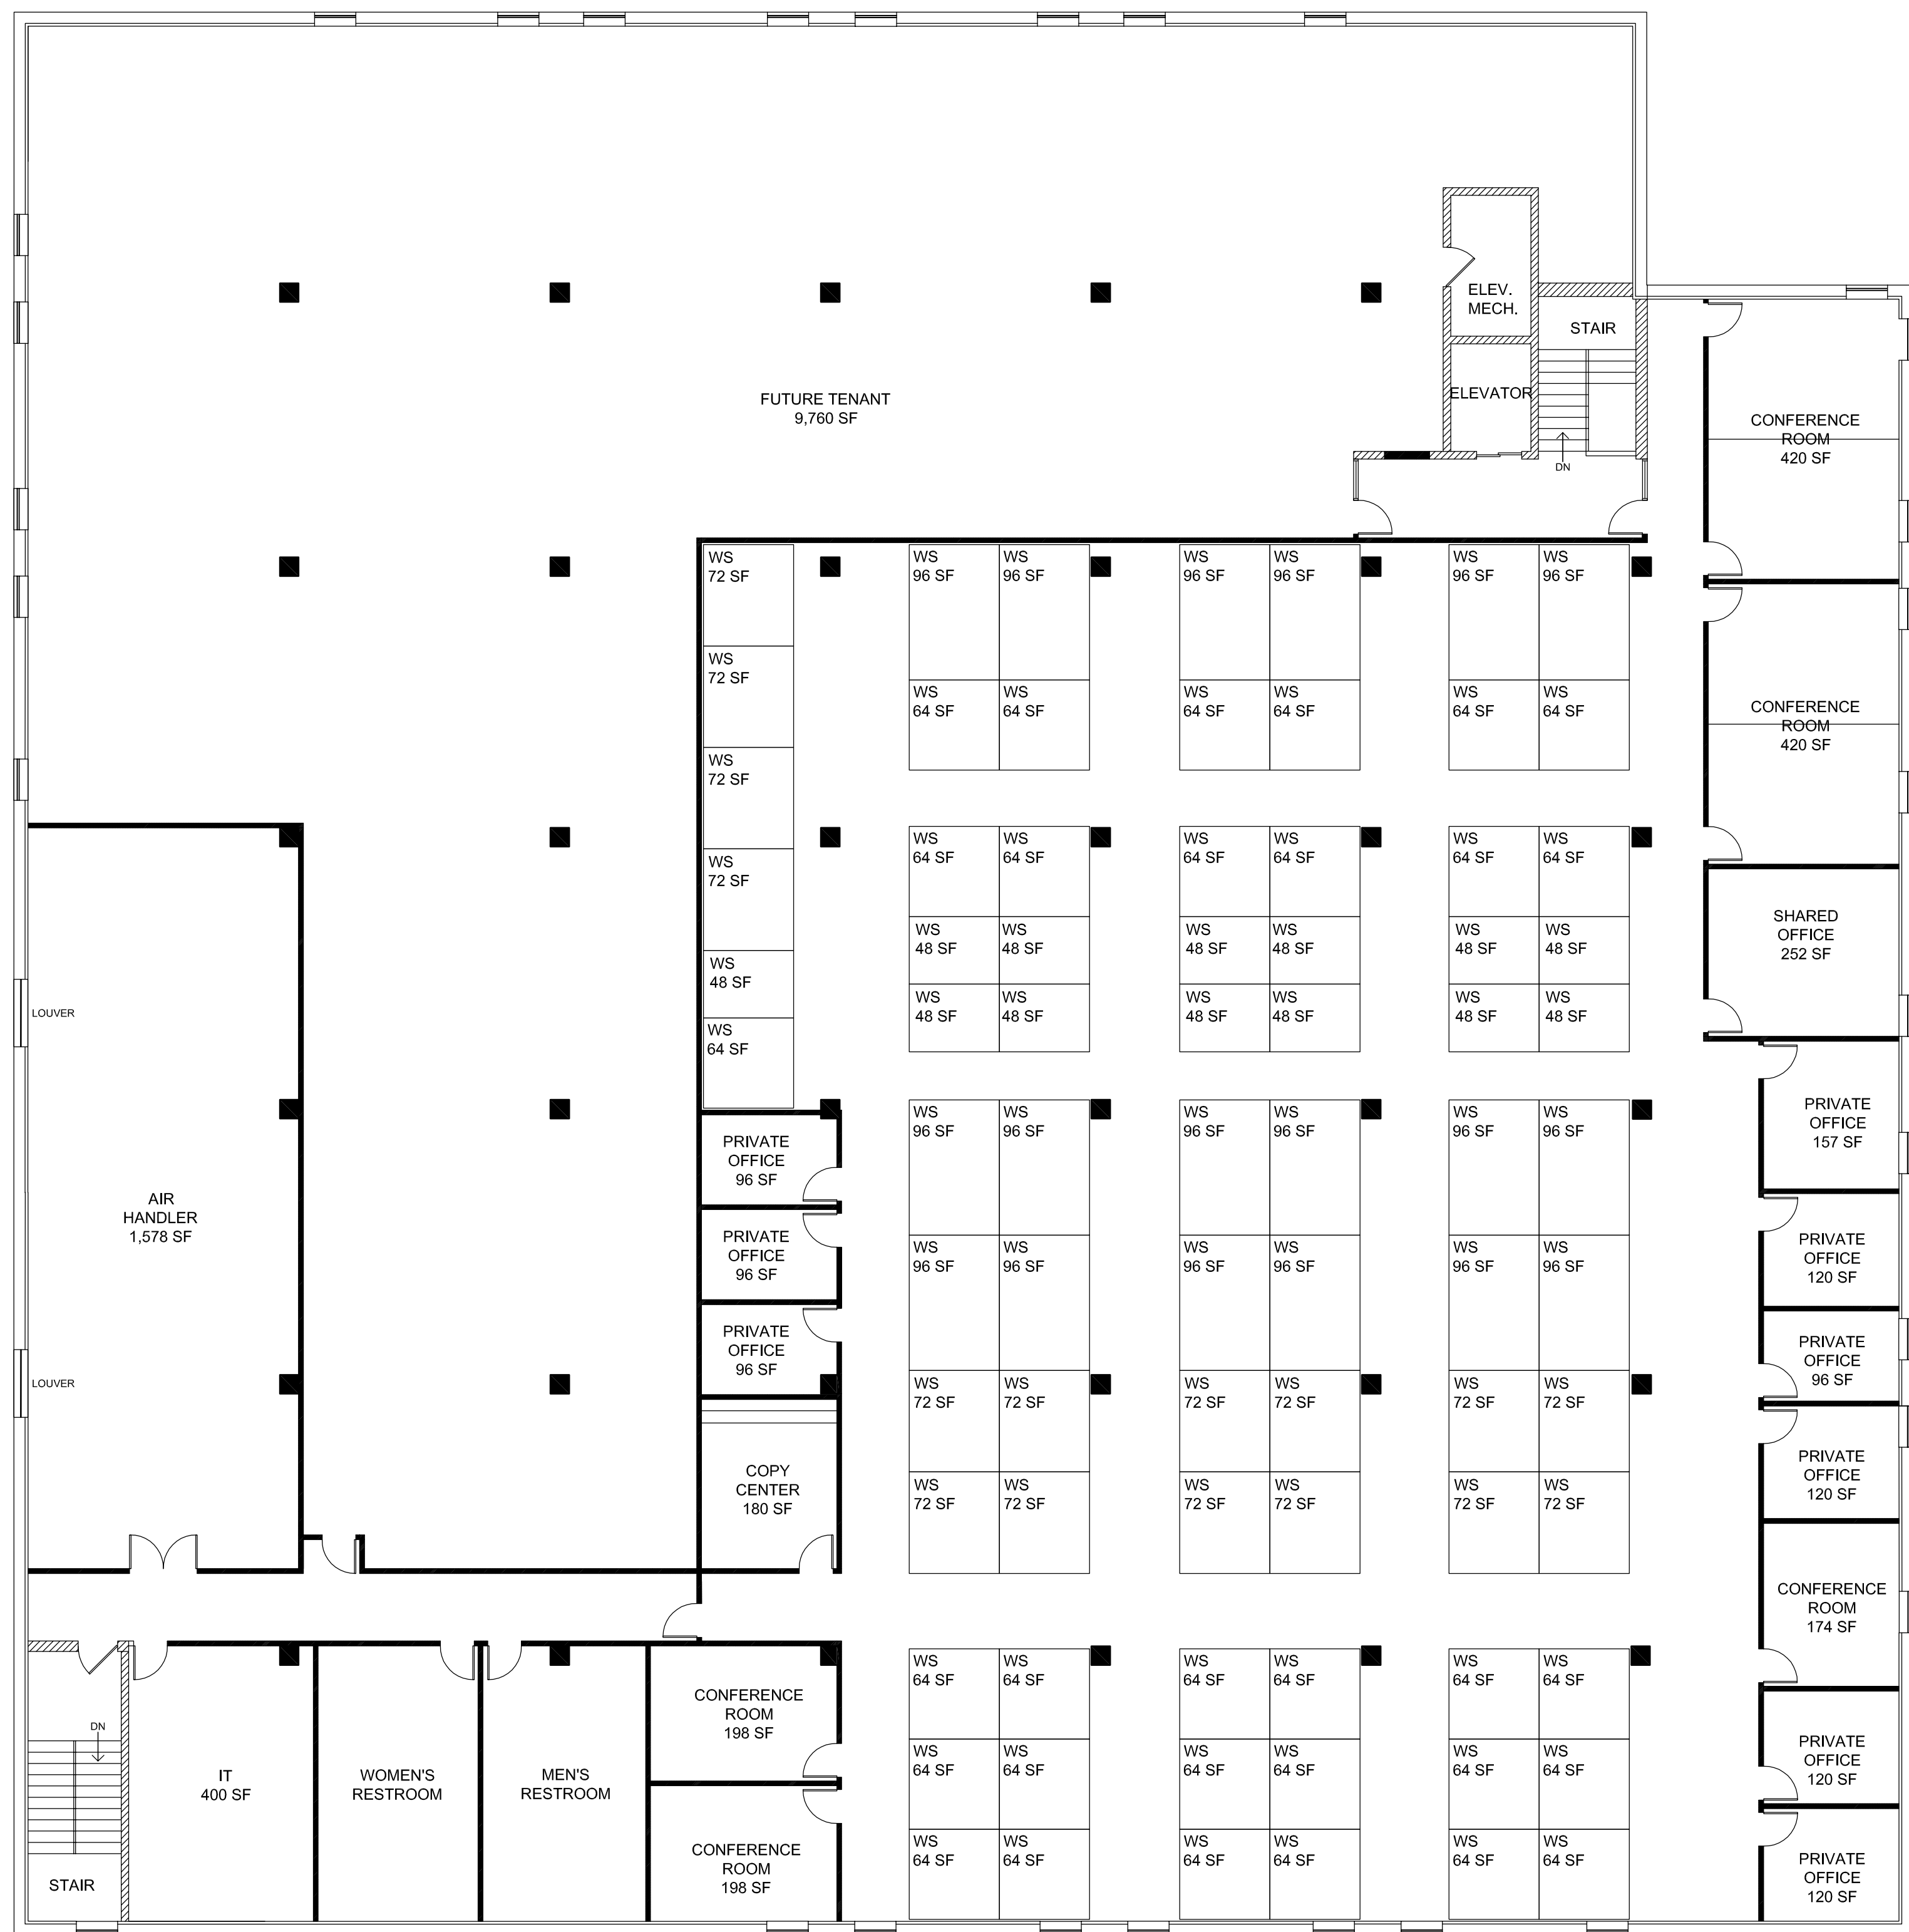 ELEV.
MECH.
STAIR
ELEVATOR
DN
FUTURE TENANT
9,760 SF
CONFERENCE
ROOM
420 SF
WS
72 SF
WS
96 SF
WS
96 SF
WS
96 SF
WS
96 SF
WS
96 SF
WS
96 SF
WS
72 SF
WS
64 SF
WS
64 SF
WS
64 SF
WS
64 SF
WS
64 SF
WS
64 SF
CONFERENCE
ROOM
420 SF
WS
72 SF
WS
72 SF
WS
64 SF
WS
64 SF
WS
64 SF
WS
64 SF
WS
64 SF
WS
64 SF
WS
48 SF
WS
48 SF
WS
48 SF
WS
48 SF
WS
48 SF
WS
48 SF
SHARED
OFFICE
252 SF
WS
48 SF
WS
48 SF
WS
48 SF
WS
48 SF
WS
48 SF
WS
48 SF
WS
48 SF
LOUVER
WS
64 SF
WS
96 SF
WS
96 SF
WS
96 SF
WS
96 SF
WS
96 SF
WS
96 SF
PRIVATE
OFFICE
157 SF
PRIVATE
OFFICE
96 SF
AIR
HANDLER
1,578 SF
PRIVATE
OFFICE
96 SF
WS
96 SF
WS
96 SF
WS
96 SF
WS
96 SF
WS
96 SF
WS
96 SF
PRIVATE
OFFICE
120 SF
PRIVATE
OFFICE
96 SF
PRIVATE
OFFICE
96 SF
LOUVER
WS
72 SF
WS
72 SF
WS
72 SF
WS
72 SF
WS
72 SF
WS
72 SF
PRIVATE
OFFICE
120 SF
COPY
CENTER
180 SF
WS
72 SF
WS
72 SF
WS
72 SF
WS
72 SF
WS
72 SF
WS
72 SF
CONFERENCE
ROOM
174 SF
WS
64 SF
WS
64 SF
WS
64 SF
WS
64 SF
WS
64 SF
WS
64 SF
CONFERENCE
ROOM
198 SF
DN
PRIVATE
OFFICE
120 SF
WS
64 SF
WS
64 SF
WS
64 SF
WS
64 SF
WS
64 SF
WS
64 SF
IT
400 SF
WOMEN'S
RESTROOM
MEN'S
RESTROOM
WS
64 SF
WS
64 SF
WS
64 SF
WS
64 SF
WS
64 SF
WS
64 SF
CONFERENCE
ROOM
198 SF
PRIVATE
OFFICE
120 SF
STAIR